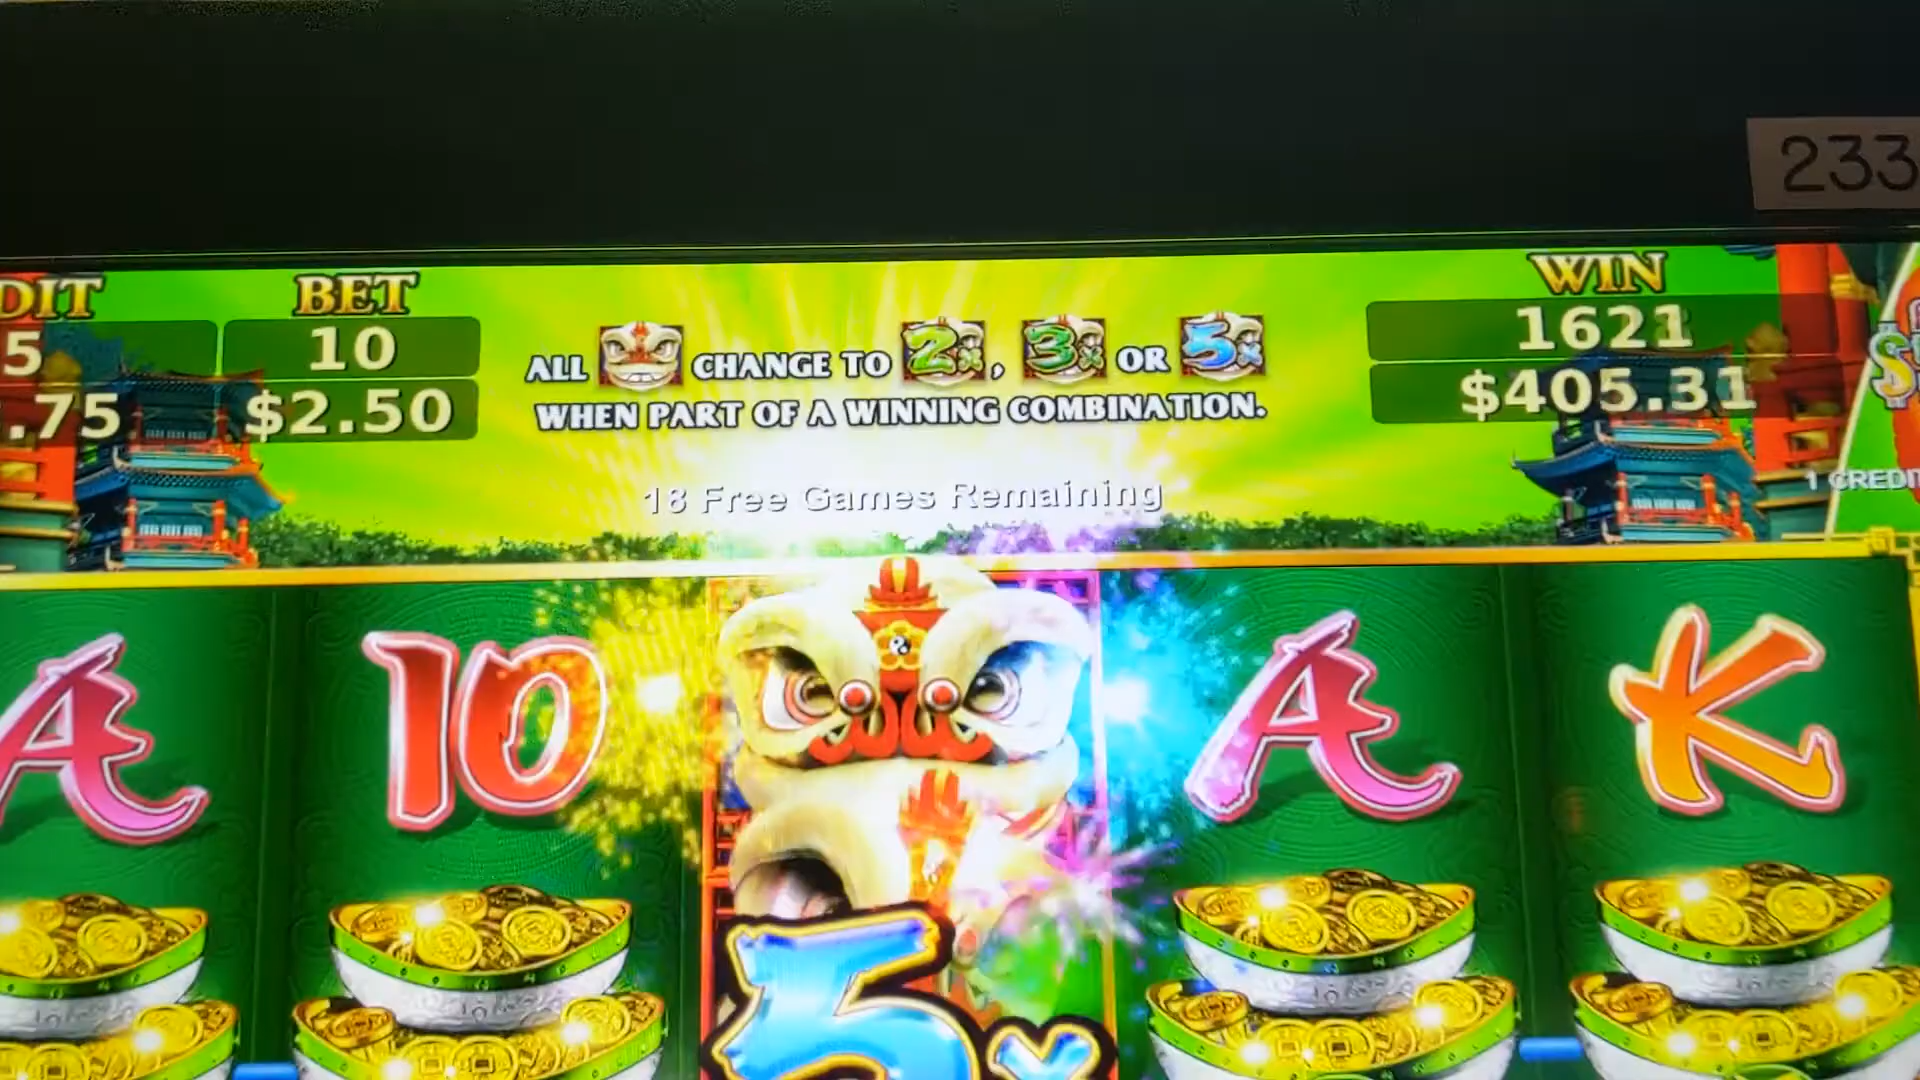 233
DIT
5
.75
BET
10
$2.50
ALL CHANGE TO 2x, 3x OR 5x
WHEN PART OF A WINNING COMBINATION.
WIN
1621
$405.31
18 Free Games Remaining
1 CREDIT
A 10 A K
5x